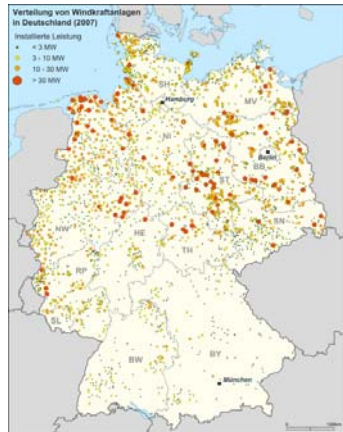 Verteilung von Windkraftanlagen
in Deutschland (2007)
Installierte Leistung
< 3 MW
3 - 10 MW
10 - 30 MW
> 30 MW
SH
Hamburg
MV
NI
Berlin
BB
ST
NW
HE
TH
SN
RP
SL
BW
BY
München